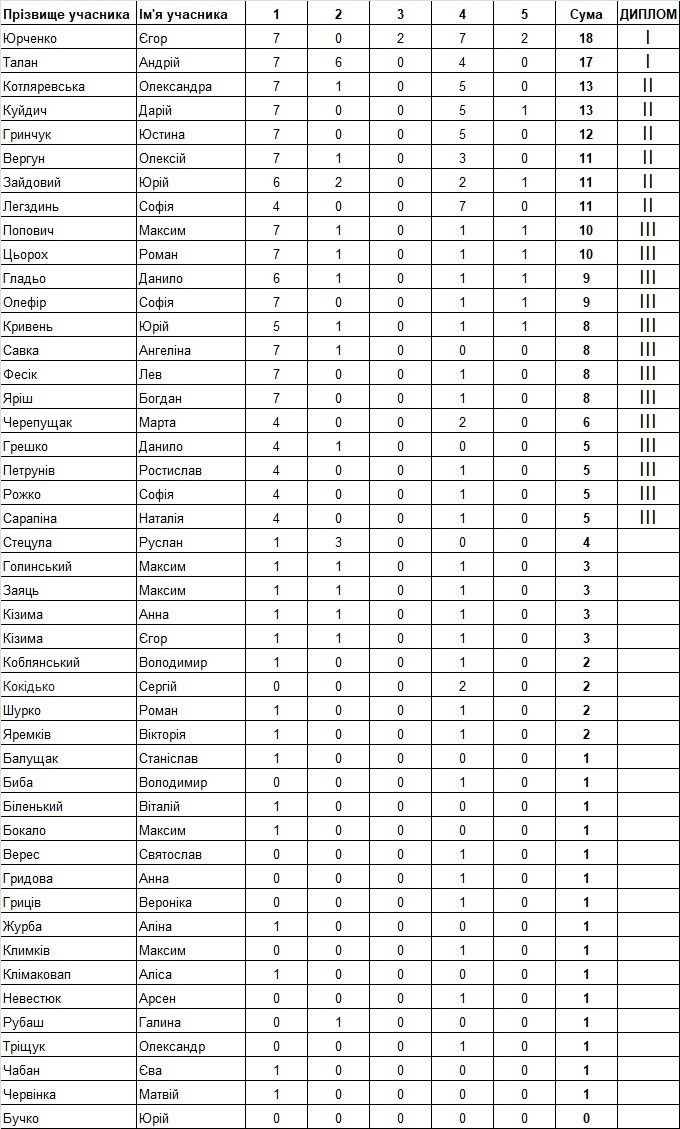 Прізвище учасника Ім'я учасника 1 2 3 4 5 Сума ДИПЛОМ
Юрченко Єгор 7 0 2 7 2 18 |
Талан Андрій 7 6 0 4 0 17 |
Котляревська Олександра 7 1 0 5 0 13 ||
Куйдич Дарій 7 0 0 5 1 13 ||
Гринчук Юстина 7 0 0 5 0 12 ||
Вергун Олексій 7 1 0 3 0 11 ||
Зайдовий Юрій 6 2 0 2 1 11 ||
Легздинь Софія 4 0 0 7 0 11 ||
Попович Максим 7 1 0 1 1 10 |||
Цьорох Роман 7 1 0 1 1 10 |||
Гладьо Данило 6 1 0 1 1 9 |||
Олефір Софія 7 0 0 1 1 9 |||
Кривень Юрій 5 1 0 1 1 8 |||
Савка Ангеліна 7 1 0 0 0 8 |||
Фесік Лев 7 0 0 1 0 8 |||
Яріш Богдан 7 0 0 1 0 8 |||
Черепущак Марта 4 0 0 2 0 6 |||
Грешко Данило 4 1 0 0 0 5 |||
Петрунів Ростислав 4 0 0 1 0 5 |||
Рожко Софія 4 0 0 1 0 5 |||
Сарапіна Наталія 4 0 0 1 0 5 |||
Стецула Руслан 1 3 0 0 0 4
Голинський Максим 1 1 0 1 0 3
Заяць Максим 1 1 0 1 0 3
Кізима Анна 1 1 0 1 0 3
Кізима Єгор 1 1 0 1 0 3
Коблянський Володимир 1 0 0 1 0 2
Кокідько Сергій 0 0 0 2 0 2
Шурко Роман 1 0 0 1 0 2
Яремків Вікторія 1 0 0 1 0 2
Балущак Станіслав 1 0 0 0 0 1
Биба Володимир 0 0 0 1 0 1
Біленький Віталій 1 0 0 0 0 1
Бокало Максим 1 0 0 0 0 1
Верес Святослав 0 0 0 1 0 1
Гридова Анна 0 0 0 1 0 1
Гриців Вероніка 0 0 0 1 0 1
Журба Аліна 1 0 0 0 0 1
Климків Максим 0 0 0 1 0 1
Клімаковап Аліса 1 0 0 0 0 1
Невестюк Арсен 0 0 0 1 0 1
Рубаш Галина 0 1 0 0 0 1
Тріщук Олександр 0 0 0 1 0 1
Чабан Єва 1 0 0 0 0 1
Червінка Матвій 1 0 0 0 0 1
Бучко Юрій 0 0 0 0 0 0